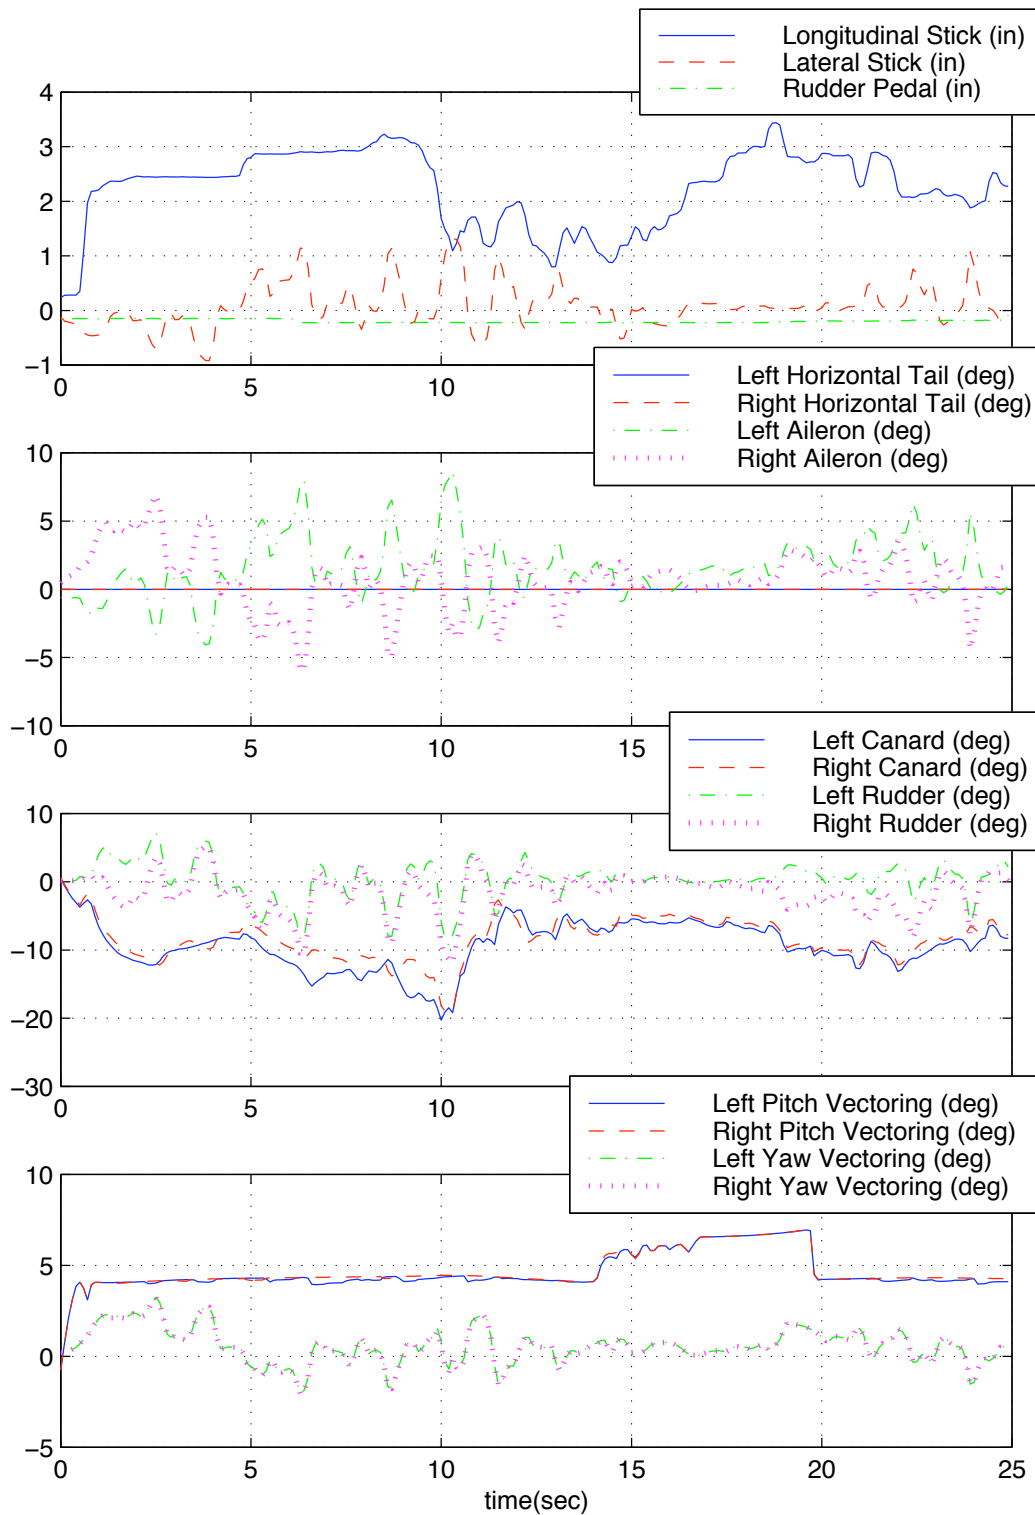 Longitudinal Stick (in)
Lateral Stick (in)
Rudder Pedal (in)
4
3
2
1
0
−1
0
5
10
Left Horizontal Tail (deg)
Right Horizontal Tail (deg)
Left Aileron (deg)
Right Aileron (deg)
10
5
0
−5
−10
0
5
10
15
Left Canard (deg)
Right Canard (deg)
Left Rudder (deg)
Right Rudder (deg)
10
0
−10
−20
−30
0
5
10
Left Pitch Vectoring (deg)
Right Pitch Vectoring (deg)
Left Yaw Vectoring (deg)
Right Yaw Vectoring (deg)
10
5
0
−5
0
5
10
15
20
25
time(sec)